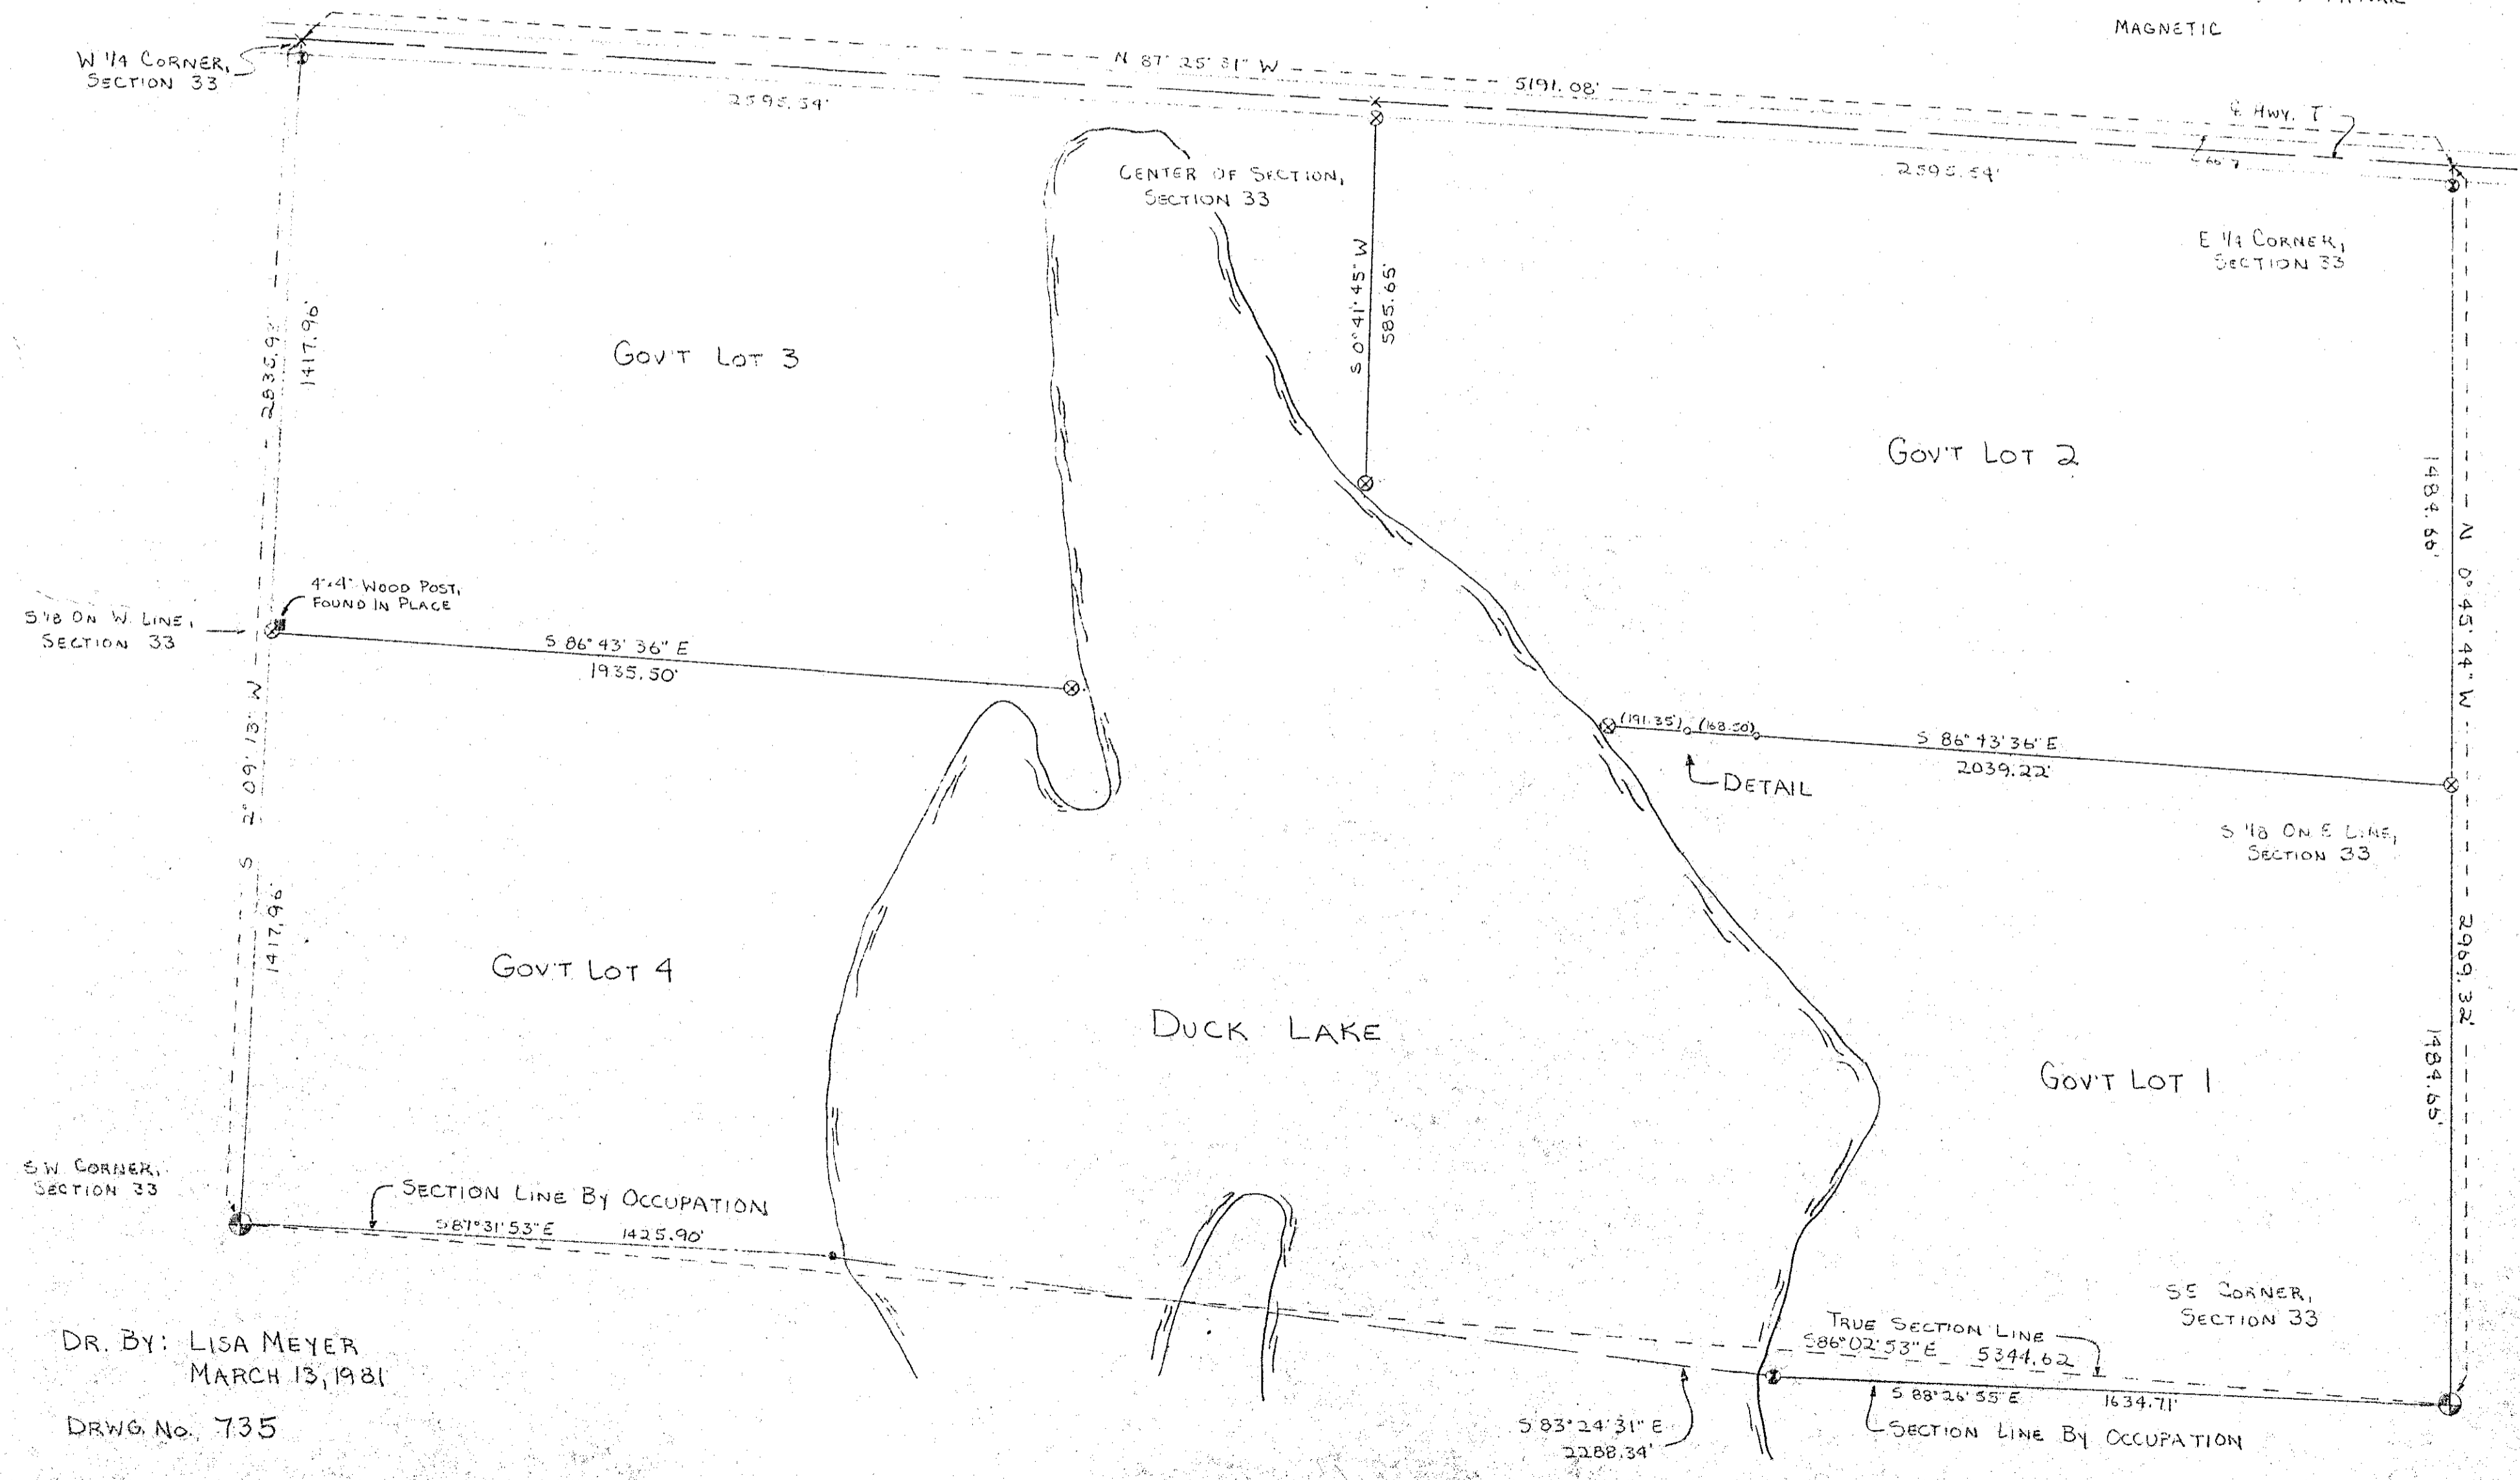 MAGNETIC
W 1/4 CORNER,
SECTION 33
N 87° 25' 31" W
5191.08'
2595.54'
℄ HWY. T
66'
2595.54'
CENTER OF SECTION,
SECTION 33
E 1/4 CORNER,
SECTION 33
S 0° 41' 45" W
585.65'
2835.92'
1417.96'
GOV'T LOT 3
GOV'T LOT 2
1484.66'
N 0° 45' 44" W
4"x4" WOOD POST,
FOUND IN PLACE
S 1/8 ON W. LINE,
SECTION 33
S 86° 43' 36" E
1935.50'
S 2° 09' 13" W
(191.35') (168.50')
S 86° 43' 36" E
2039.22'
DETAIL
S 1/8 ON E LINE,
SECTION 33
1417.96'
GOV'T LOT 4
2969.32'
DUCK LAKE
GOV'T LOT 1
1484.66'
SW CORNER,
SECTION 33
SECTION LINE BY OCCUPATION
S87°31'53"E 1425.90'
SE CORNER,
SECTION 33
TRUE SECTION LINE
S86°02'53"E 5344.62
DR. BY: LISA MEYER
MARCH 13, 1981
S 88°26'55"E 1634.71'
DRWG. NO. 735
S 83°24'31" E
2288.34'
SECTION LINE BY OCCUPATION